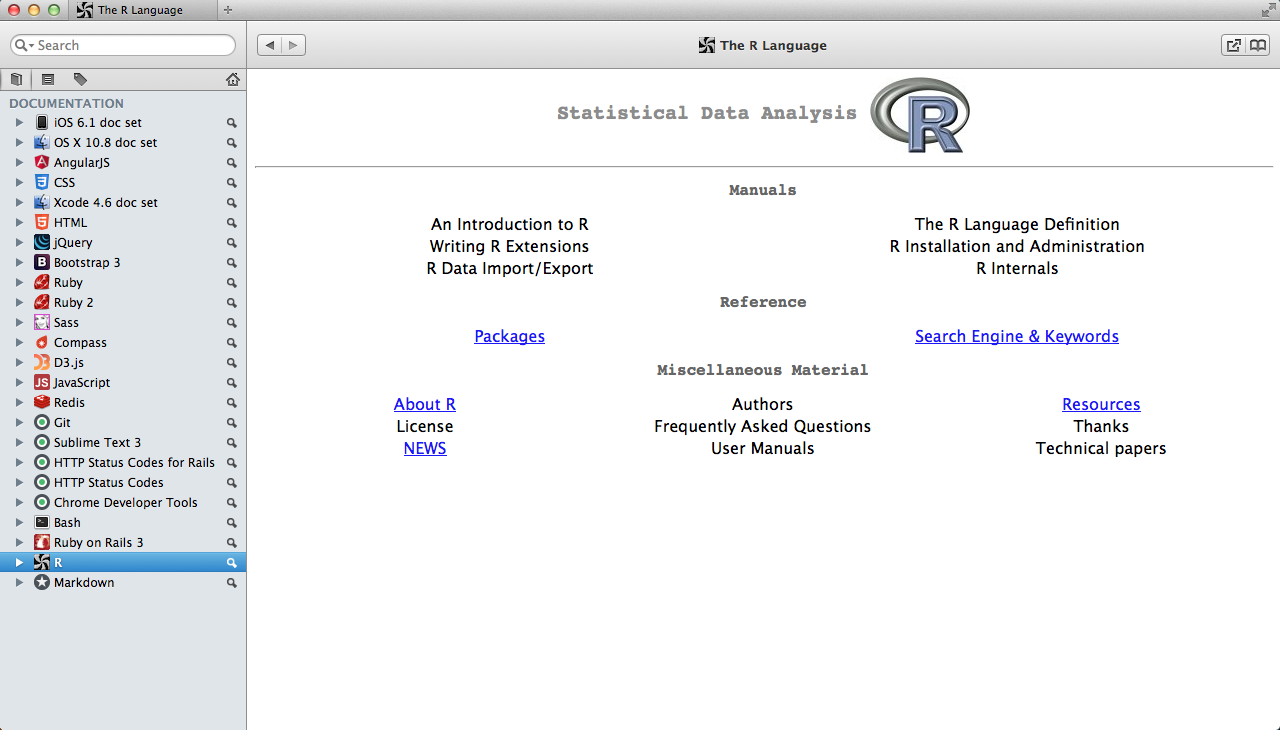 The R Language
Search
The R Language
DOCUMENTATION
iOS 6.1 doc set
OS X 10.8 doc set
AngularJS
CSS
Xcode 4.6 doc set
HTML
jQuery
Bootstrap 3
Ruby
Ruby 2
Sass
Compass
D3.js
JavaScript
Redis
Git
Sublime Text 3
HTTP Status Codes for Rails
HTTP Status Codes
Chrome Developer Tools
Bash
Ruby on Rails 3
R
Markdown
Statistical Data Analysis R
Manuals
An Introduction to R The R Language Definition
Writing R Extensions R Installation and Administration
R Data Import/Export R Internals
Reference
Packages Search Engine & Keywords
Miscellaneous Material
About R Authors Resources
License Frequently Asked Questions Thanks
NEWS User Manuals Technical papers